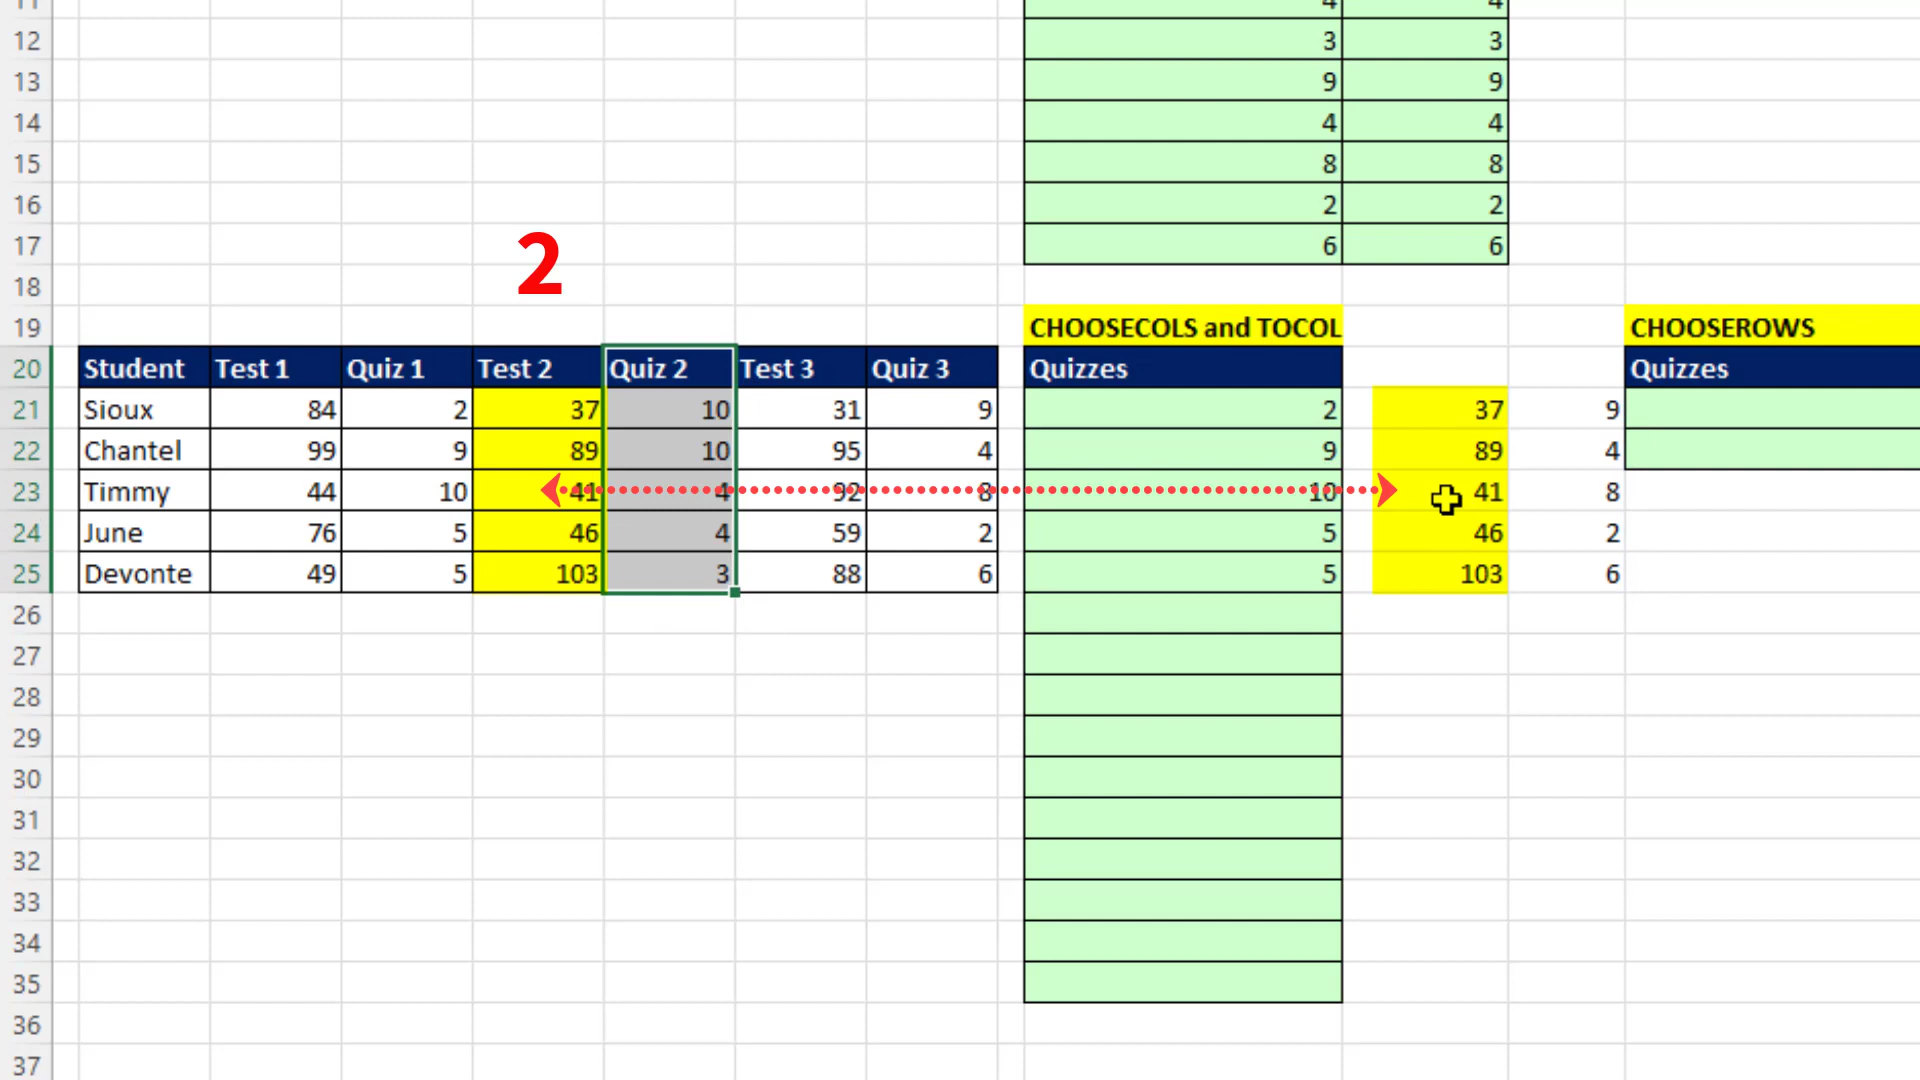 11 4 4
12 3 3
13 9 9
14 4 4
15 8 8
16 2 2
17 6 6
2
18
19 CHOOSECOLS and TOCOL CHOOSEROWS
20 Student Test 1 Quiz 1 Test 2 Quiz 2 Test 3 Quiz 3 Quizzes Quizzes
21 Sioux 84 2 37 10 31 9 2 37 9
22 Chantel 99 9 89 10 95 4 9 89 4
23 Timmy 44 10 41 4 92 8 10 41 8
24 June 76 5 46 4 59 2 5 46 2
25 Devonte 49 5 103 3 88 6 5 103 6
26
27
28
29
30
31
32
33
34
35
36
37